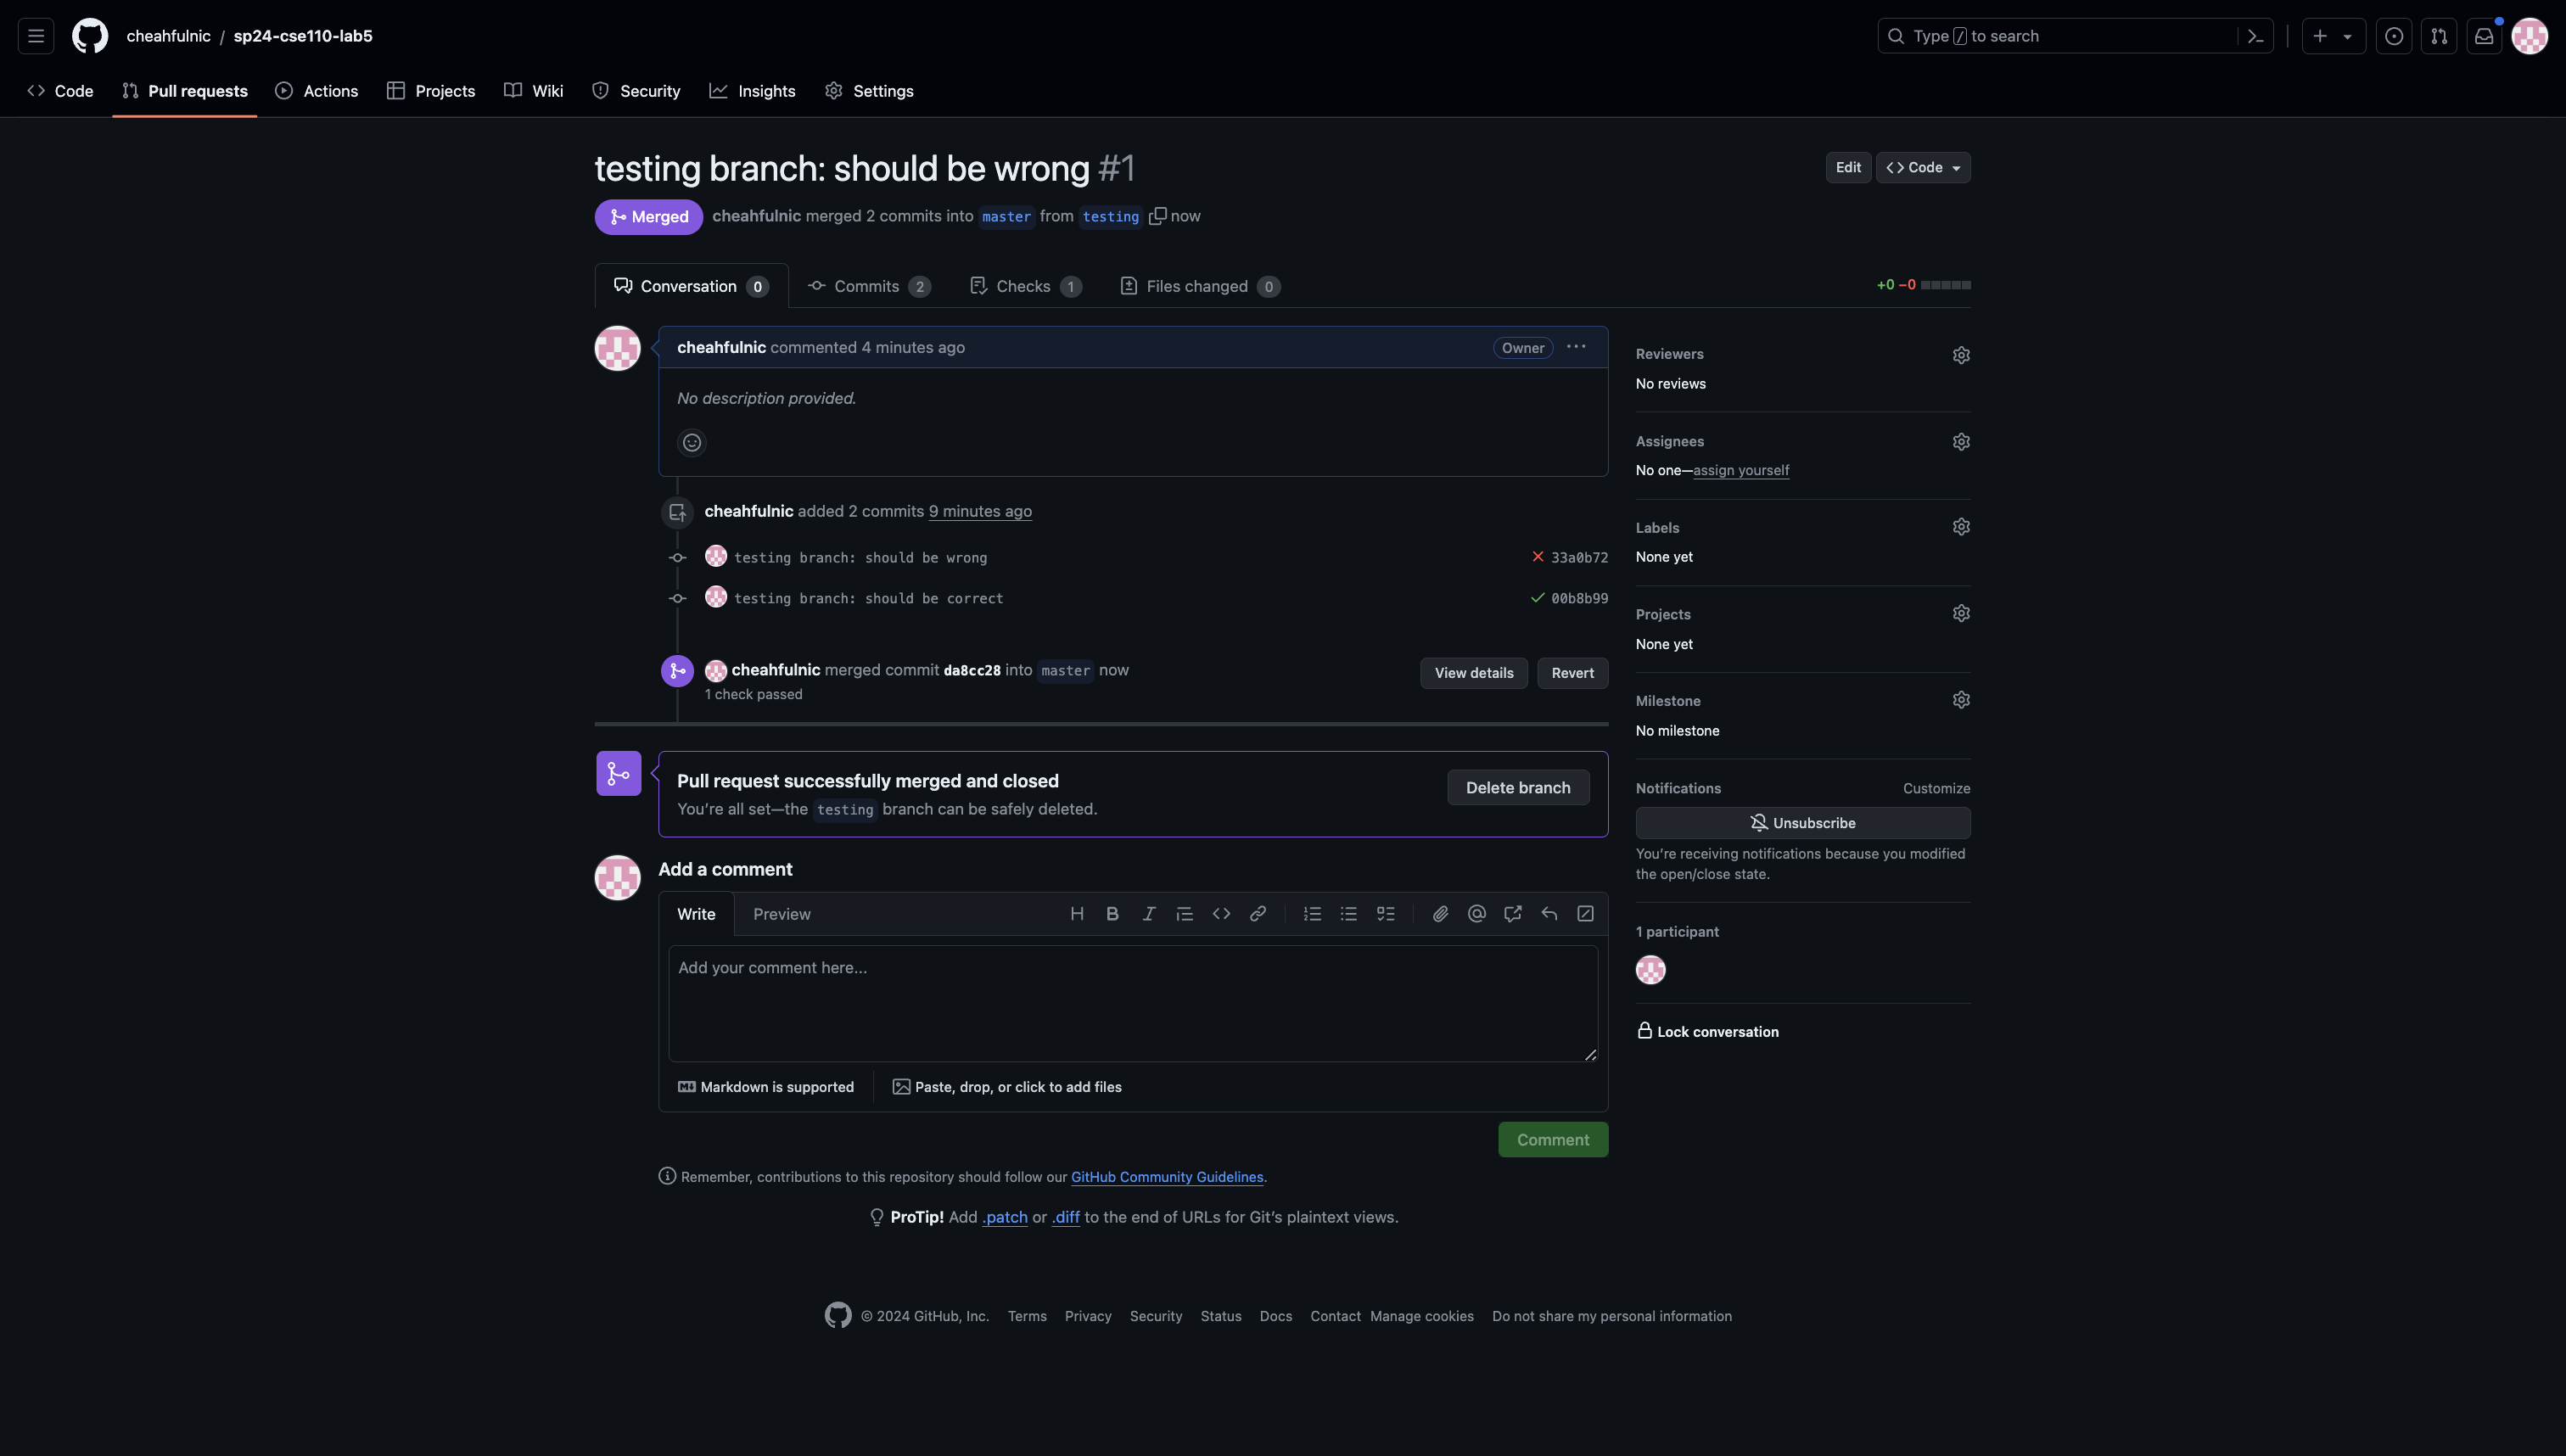 cheahfulnic / sp24-cse110-lab5
Type / to search
Code Pull requests Actions Projects Wiki Security Insights Settings
testing branch: should be wrong #1
Edit Code
Merged cheahfulnic merged 2 commits into master from testing now
Conversation 0 Commits 2 Checks 1 Files changed 0
+0 −0
cheahfulnic commented 4 minutes ago
Owner
No description provided.
cheahfulnic added 2 commits 9 minutes ago
testing branch: should be wrong 33a0b72
testing branch: should be correct 00b8b99
cheahfulnic merged commit da8cc28 into master now
1 check passed
View details Revert
Pull request successfully merged and closed
You’re all set—the testing branch can be safely deleted.
Delete branch
Add a comment
Write Preview
Add your comment here...
Markdown is supported
Paste, drop, or click to add files
Comment
Remember, contributions to this repository should follow our GitHub Community Guidelines.
ProTip! Add .patch or .diff to the end of URLs for Git’s plaintext views.
Reviewers
No reviews
Assignees
No one—assign yourself
Labels
None yet
Projects
None yet
Milestone
No milestone
Notifications Customize
Unsubscribe
You’re receiving notifications because you modified
the open/close state.
1 participant
Lock conversation
© 2024 GitHub, Inc. Terms Privacy Security Status Docs Contact Manage cookies Do not share my personal information